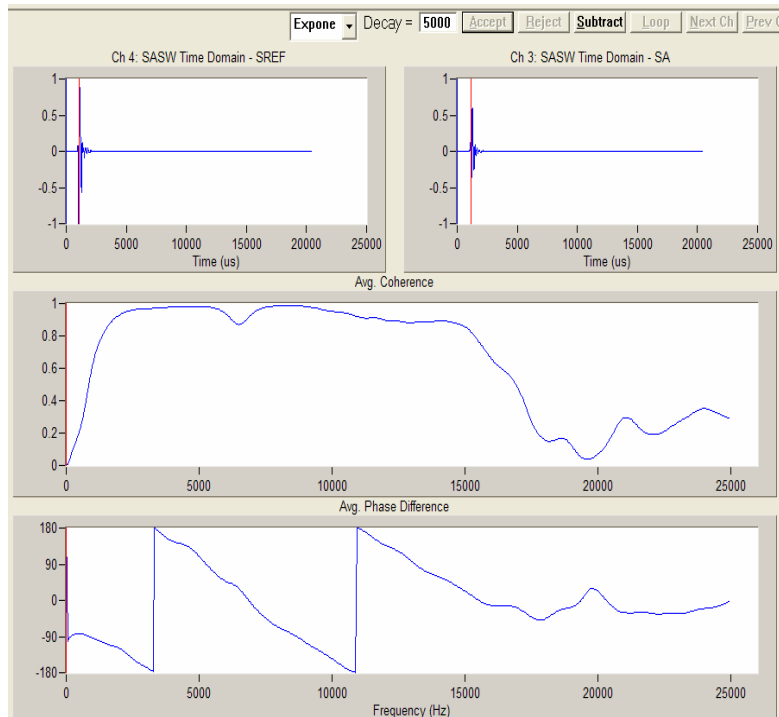 Expone Decay = 5000 Accept Reject Subtract Loop Next Ch Prev C
Ch 4: SASW Time Domain - SREF
1
0.5
0
-0.5
-1
0 5000 10000 15000 20000 25000
Time (us)
Ch 3: SASW Time Domain - SA
1
0.5
0
-0.5
-1
0 5000 10000 15000 20000 25000
Time (us)
Avg. Coherence
1
0.8
0.6
0.4
0.2
0
0 5000 10000 15000 20000 25000
Avg. Phase Difference
180
90
0
-90
-180
0 5000 10000 15000 20000 25000
Frequency (Hz)